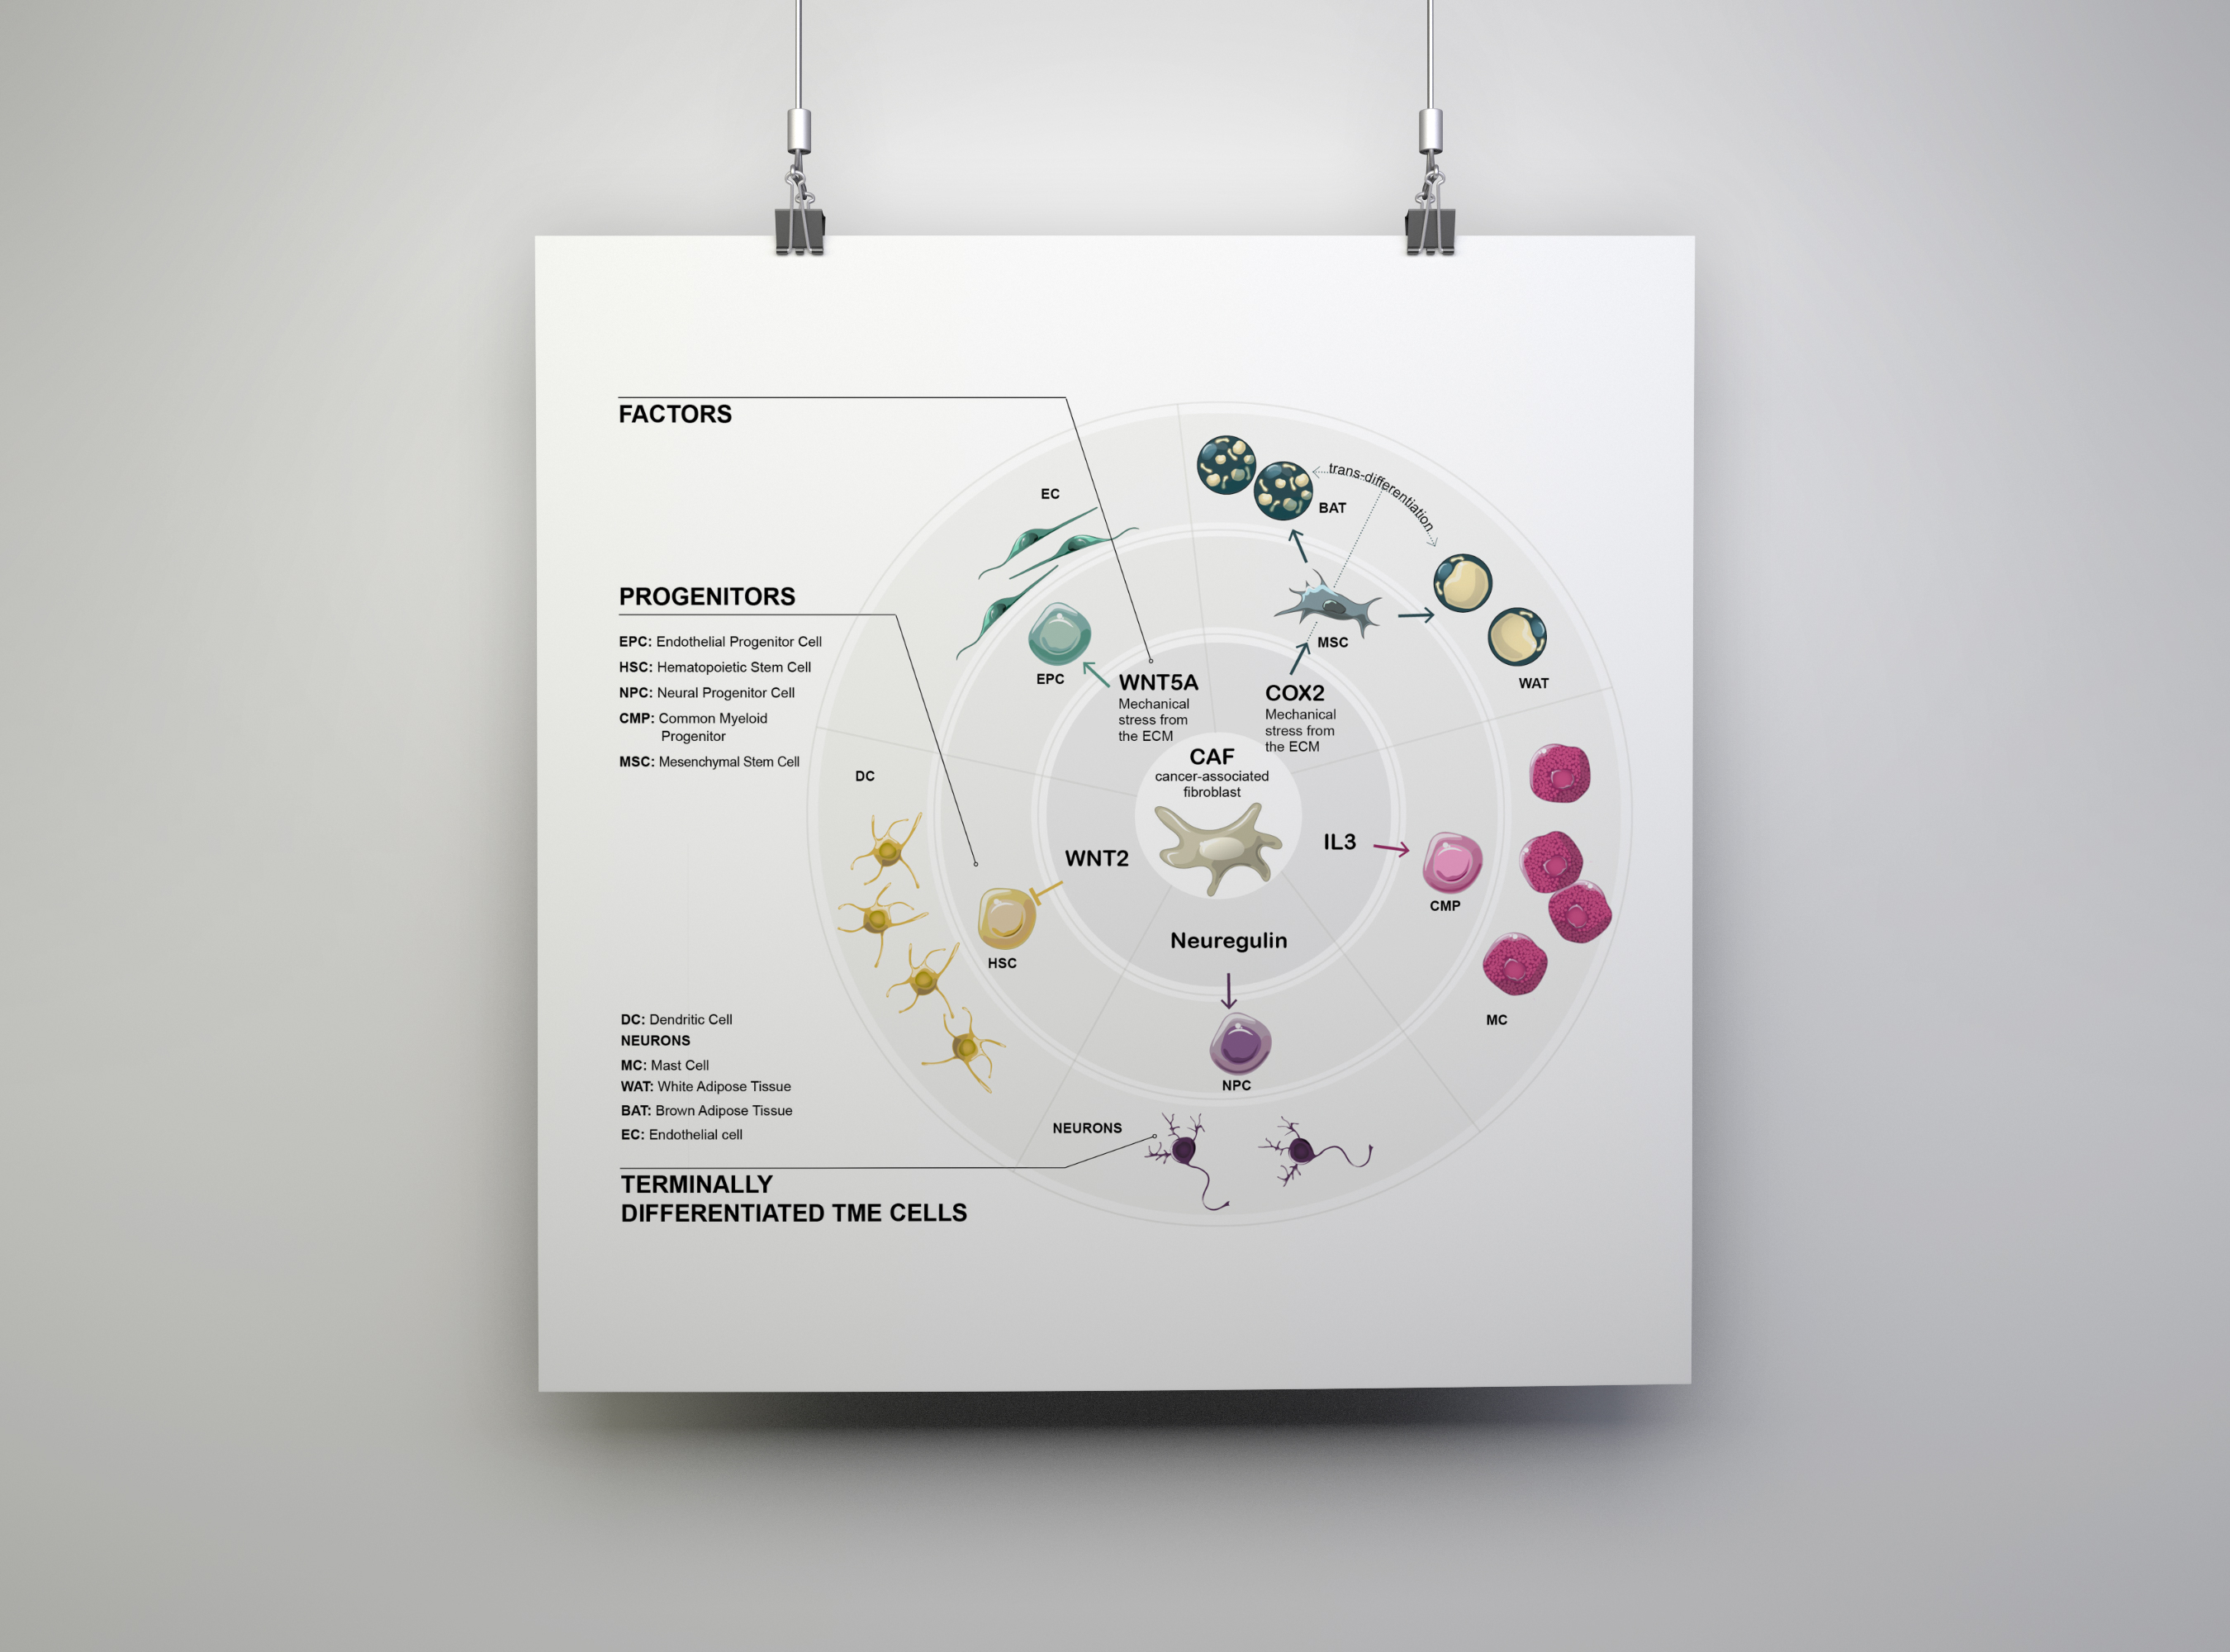 FACTORS
EC
trans-differentiation
BAT
PROGENITORS
EPC: Endothelial Progenitor Cell
HSC: Hematopoietic Stem Cell
NPC: Neural Progenitor Cell
CMP: Common Myeloid
Progenitor
MSC: Mesenchymal Stem Cell
EPC
WNT5A
Mechanical
stress from
the ECM
MSC
COX2
Mechanical
stress from
the ECM
WAT
CAF
cancer-associated
fibroblast
DC
WNT2
IL3
HSC
CMP
Neuregulin
MC
NPC
NEURONS
DC: Dendritic Cell
NEURONS
MC: Mast Cell
WAT: White Adipose Tissue
BAT: Brown Adipose Tissue
EC: Endothelial cell
TERMINALLY
DIFFERENTIATED TME CELLS